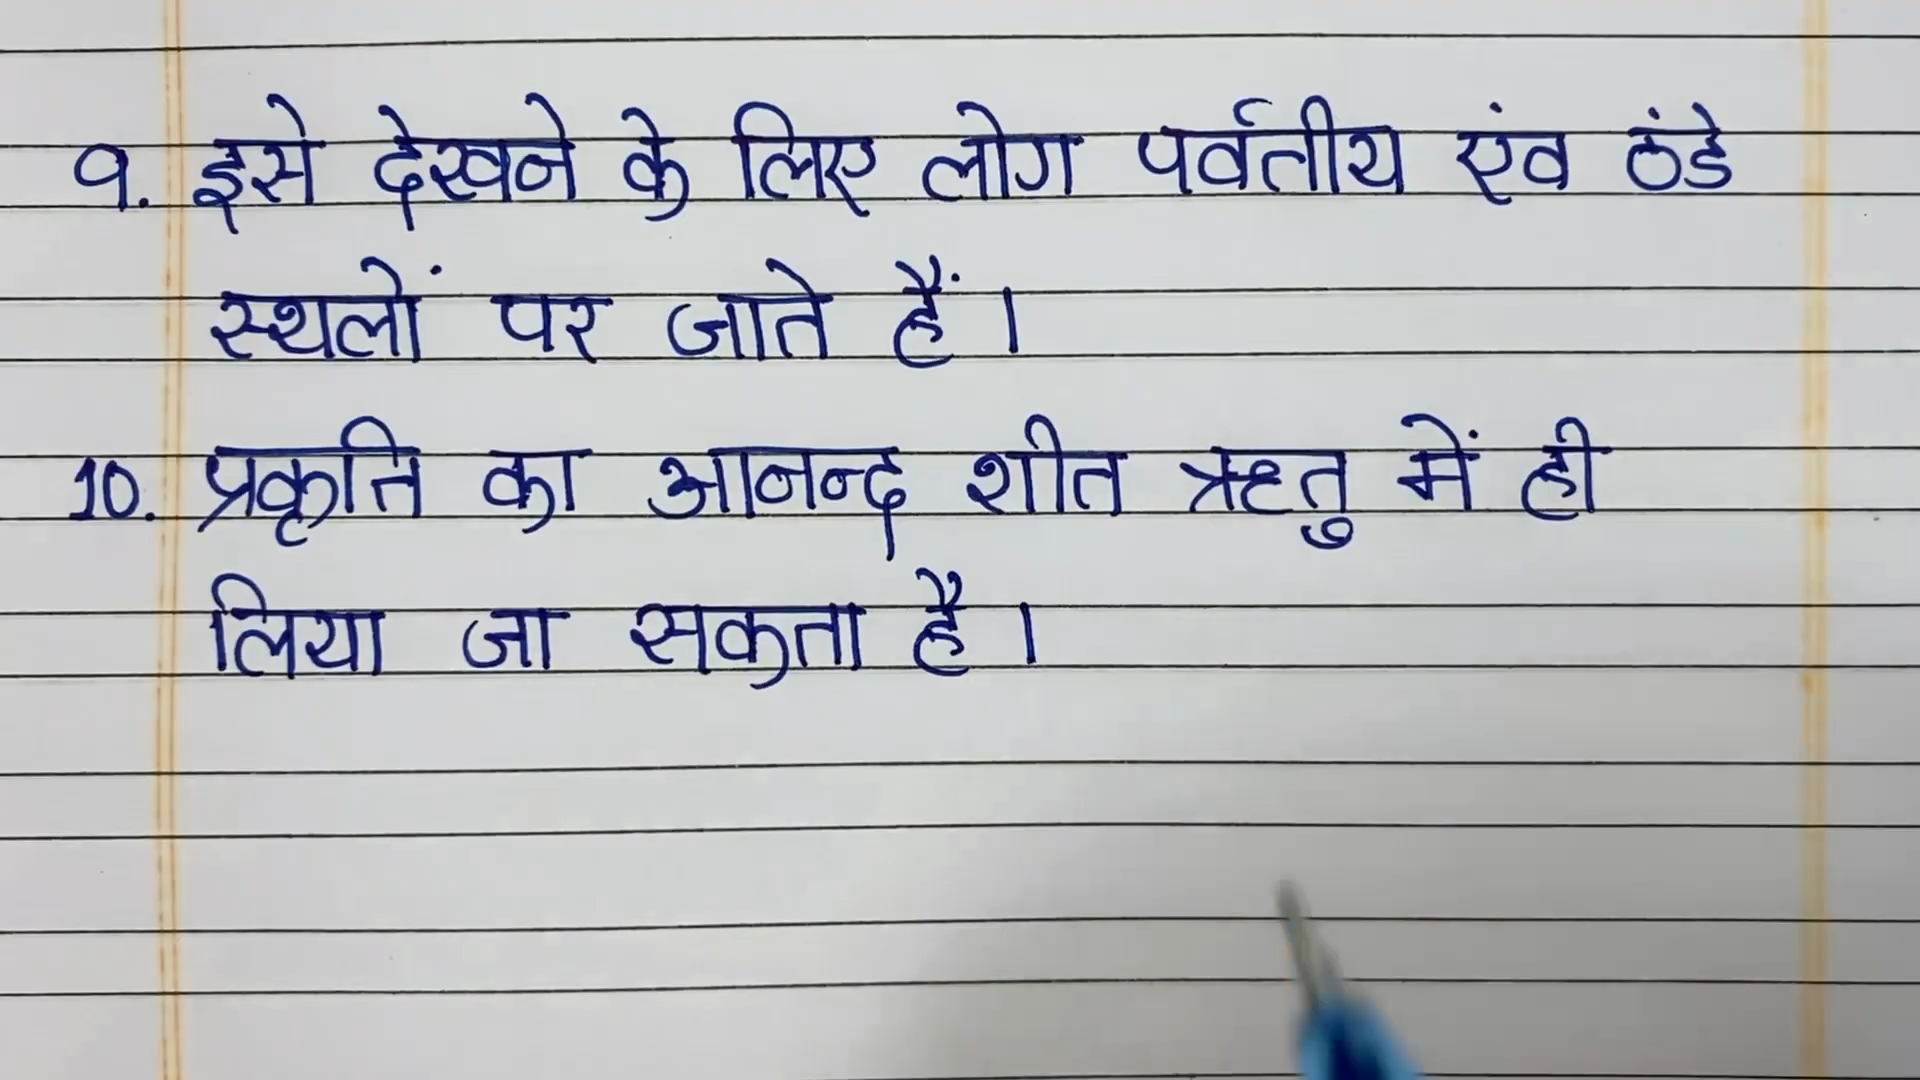 9. इसे देखने के लिए लोग पर्वतीय एंव ठंडे
स्थलों पर जाते हैं।
10. प्रकृति का आनन्द शीत ऋतु में ही
लिया जा सकता है।